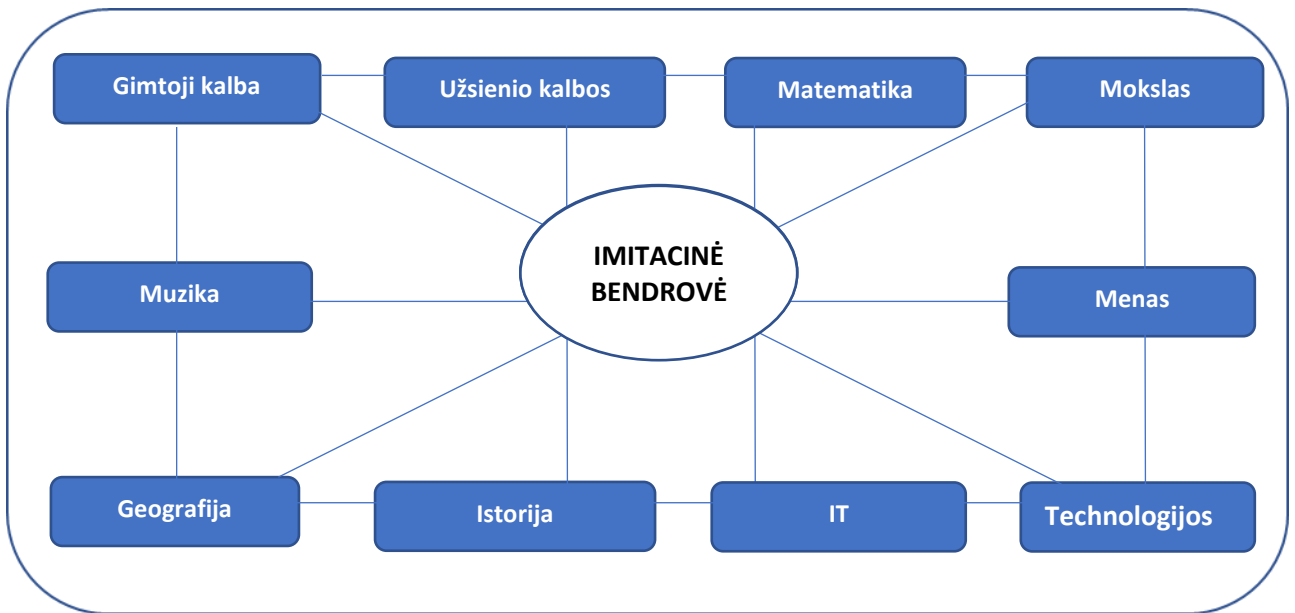 Gimtoji kalba
Užsienio kalbos
Matematika
Mokslas
IMITACINĖ
BENDROVĖ
Muzika
Menas
Geografija
Istorija
IT
Technologijos